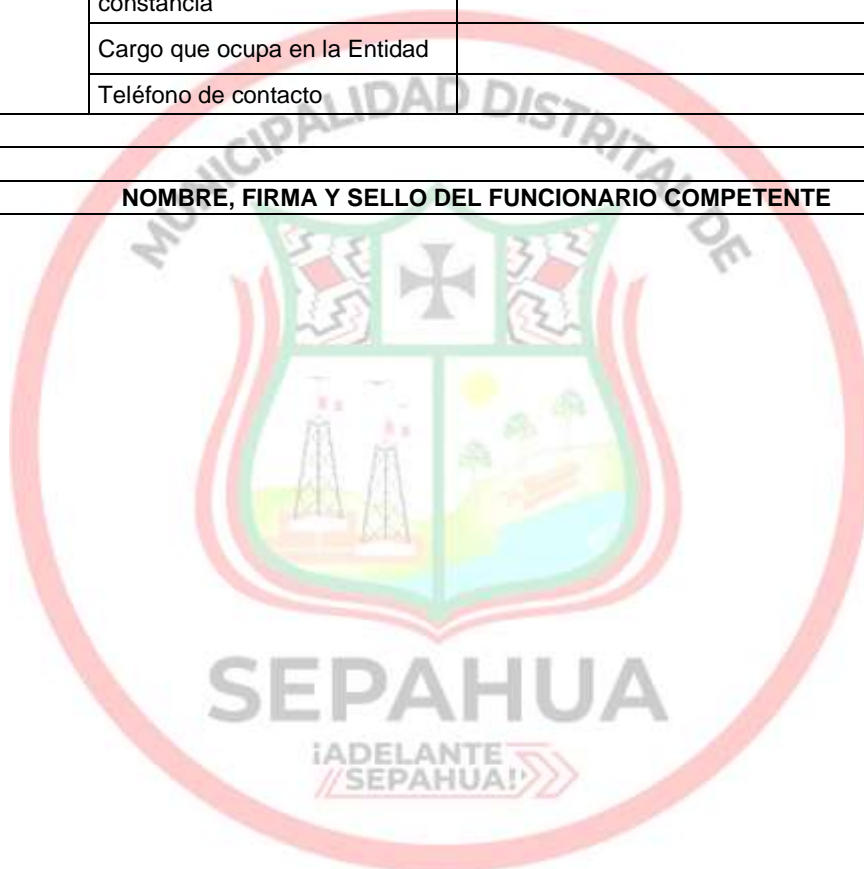 constancia
Cargo que ocupa en la Entidad
Teléfono de contacto
MUNICIPALIDAD DISTRITAL DE
NOMBRE, FIRMA Y SELLO DEL FUNCIONARIO COMPETENTE
SEPAHUA
¡ADELANTE
SEPAHUA!